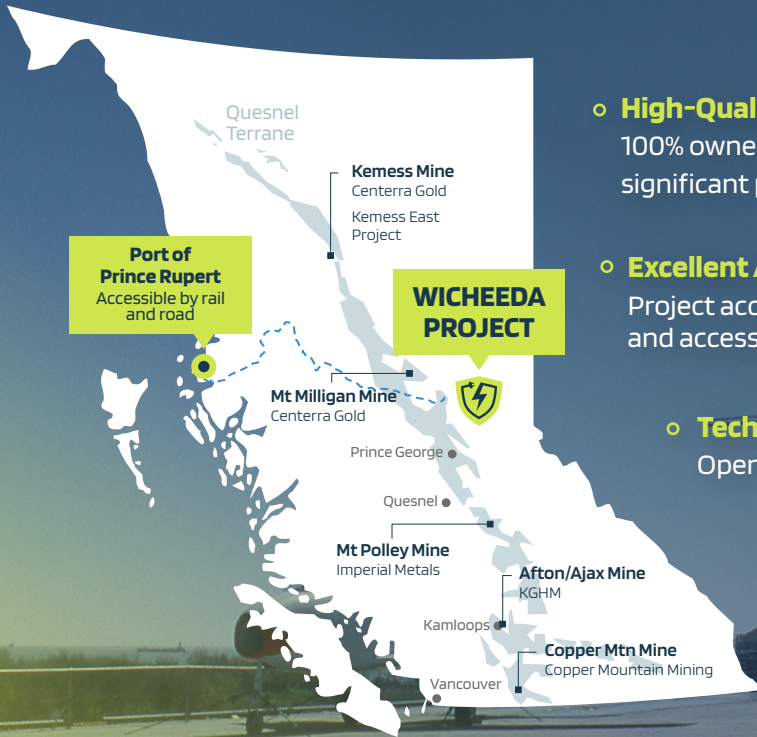 Quesnel
Terrane
Kemess Mine
Centerra Gold
Kemess East
Project
Port of
Prince Rupert
Accessible by rail
and road
WICHEEDA
PROJECT
Mt Milligan Mine
Centerra Gold
Prince George
Quesnel
Mt Polley Mine
Imperial Metals
Afton/Ajax Mine
KGHM
Kamloops
Copper Mtn Mine
Copper Mountain Mining
Vancouver
High-Qual
100% owne
significant p
Excellent A
Project acc
and access
Tech
Oper